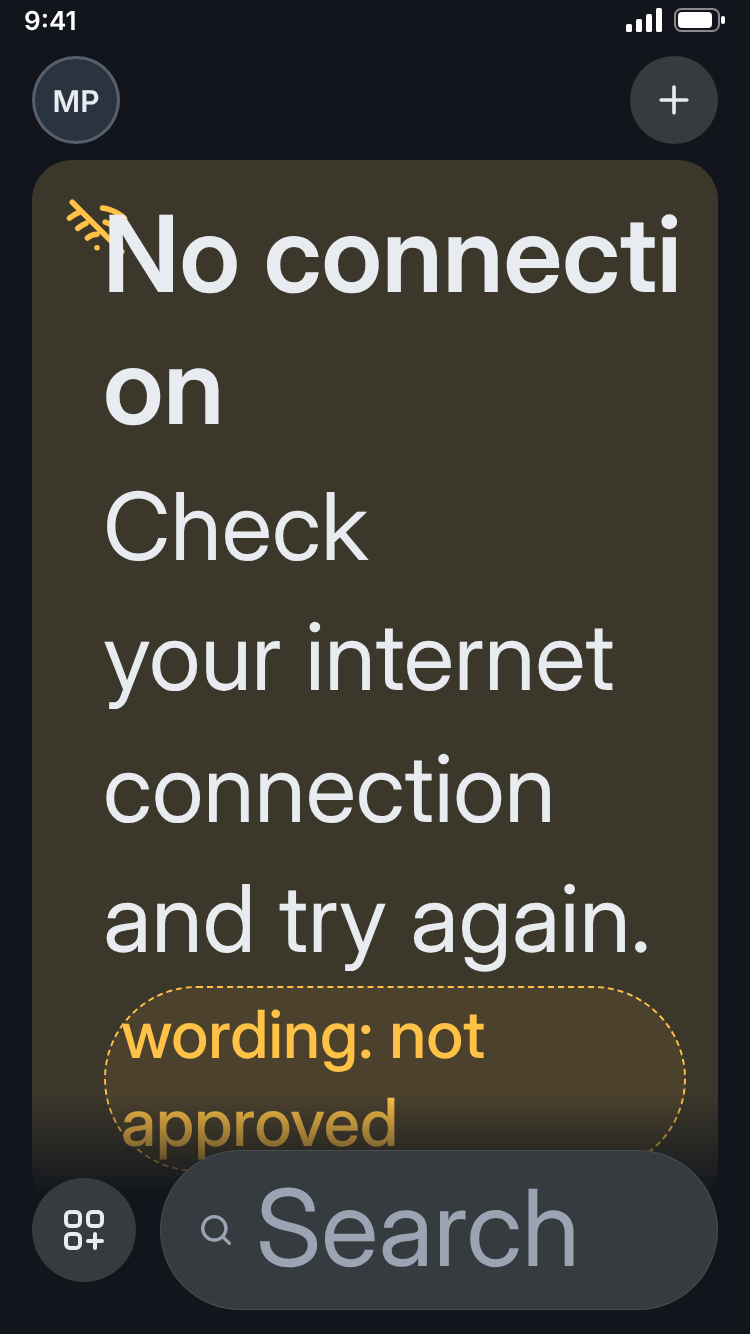 9:41
MP
No connecti
on
Check
your internet
connection
and try again.
wording: not
approved
Search